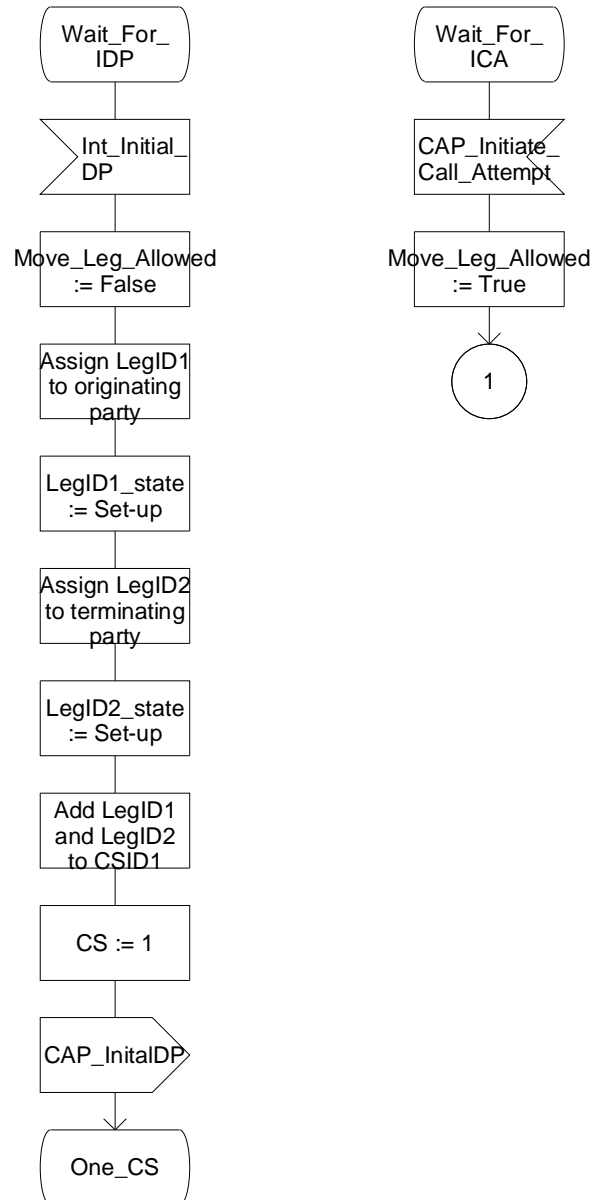 Wait_For_
IDP
Int_Initial_
DP
Move_Leg_Allowed
:= False
Assign LegID1
to originating
party
LegID1_state
:= Set-up
Assign LegID2
to terminating
party
LegID2_state
:= Set-up
Add LegID1
and LegID2
to CSID1
CS := 1
CAP_InitalDP
One_CS
Wait_For_
ICA
CAP_Initiate_
Call_Attempt
Move_Leg_Allowed
:= True
1